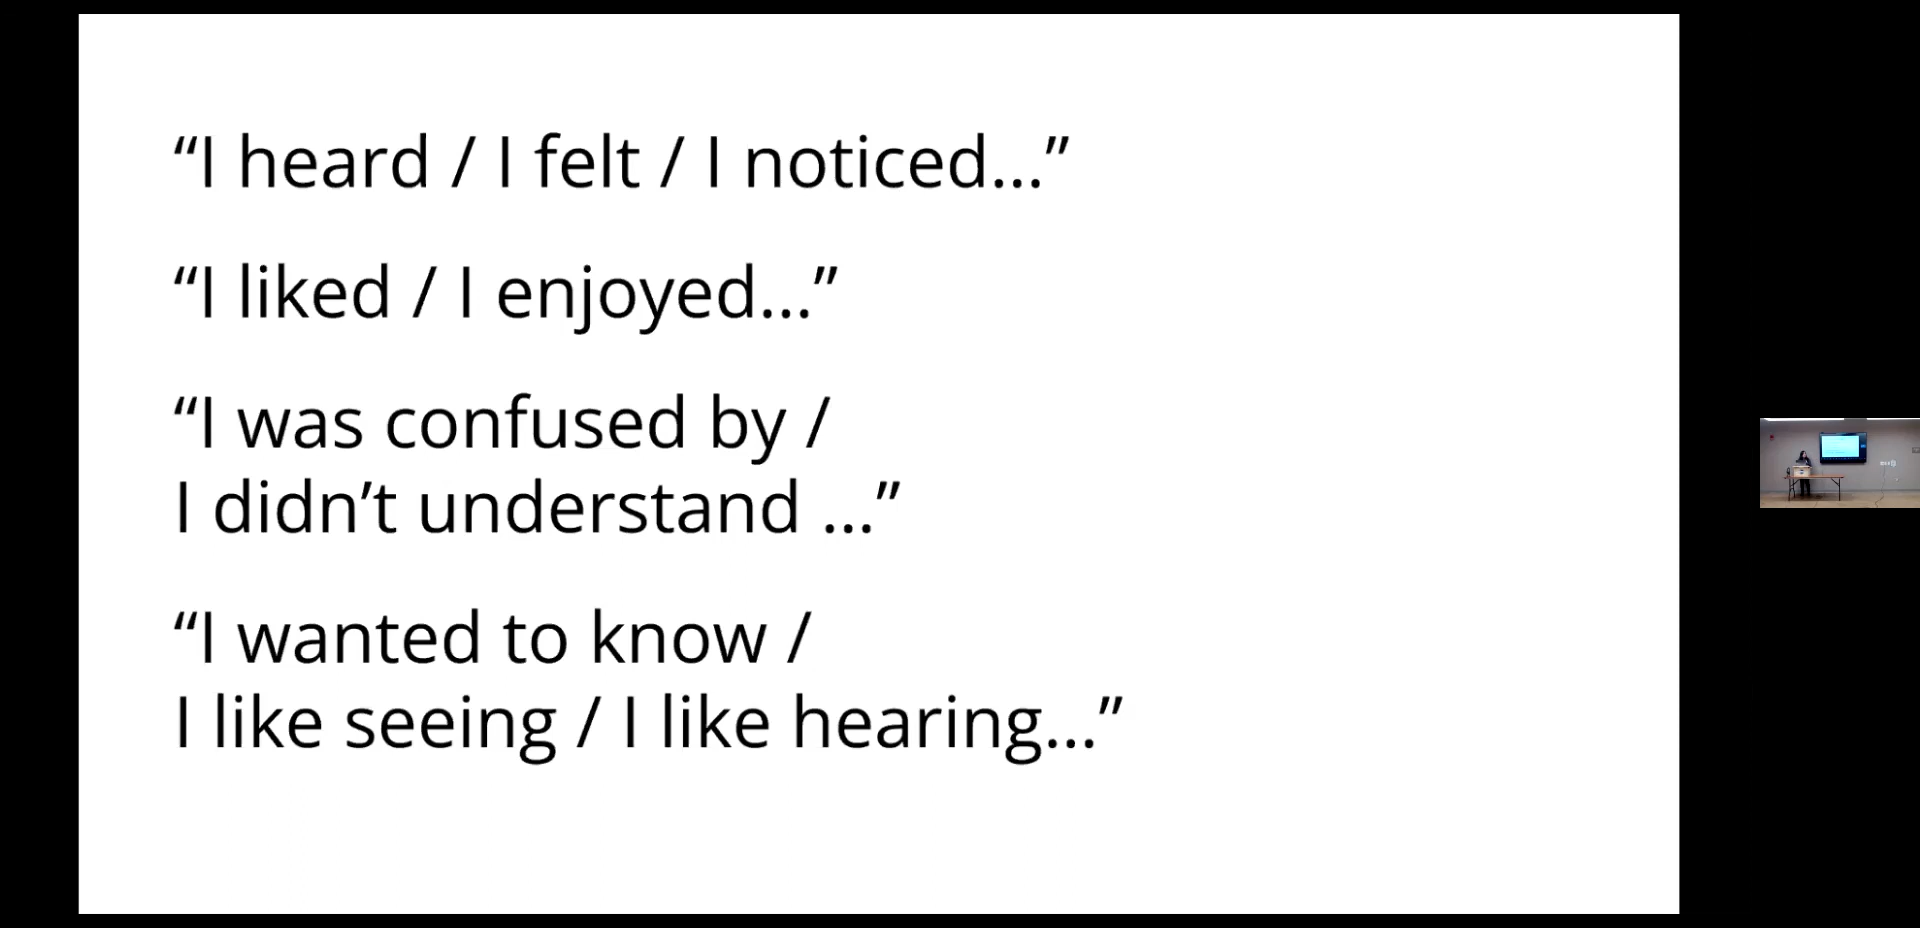 “I heard / I felt / I noticed...”
“I liked / I enjoyed...”
“I was confused by /
I didn’t understand ...”
“I wanted to know /
I like seeing / I like hearing...”